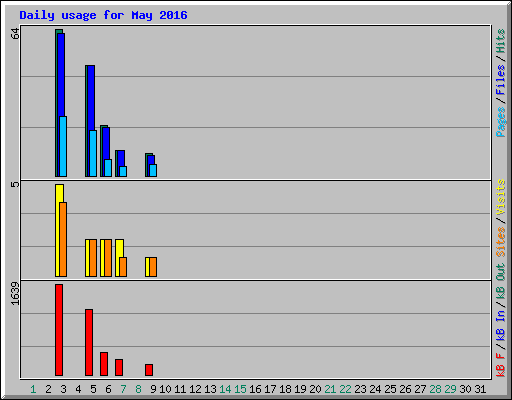 Daily usage for May 2016
64
5
1639
Pages/Files/Hits
Sites/Visits
kB F/kB In/kB Out
1 2 3 4 5 6 7 8 9 10 11 12 13 14 15 16 17 18 19 20 21 22 23 24 25 26 27 28 29 30 31